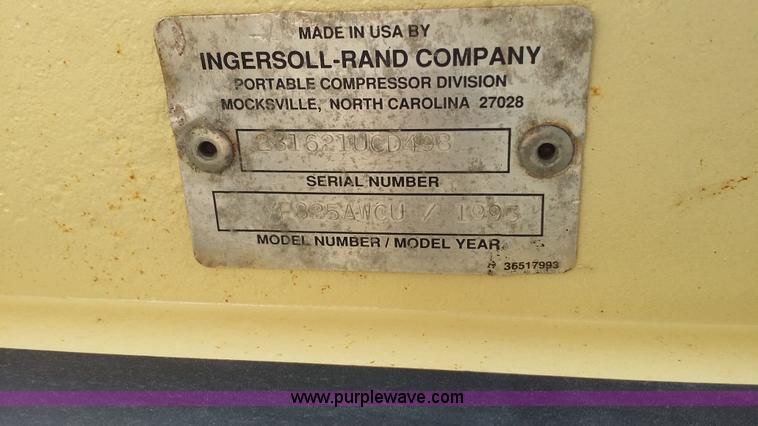 MADE IN USA BY
INGERSOLL-RAND COMPANY
PORTABLE COMPRESSOR DIVISION
MOCKSVILLE, NORTH CAROLINA 27028
SERIAL NUMBER
/
MODEL NUMBER / MODEL YEAR
36517993
www.purplewave.com